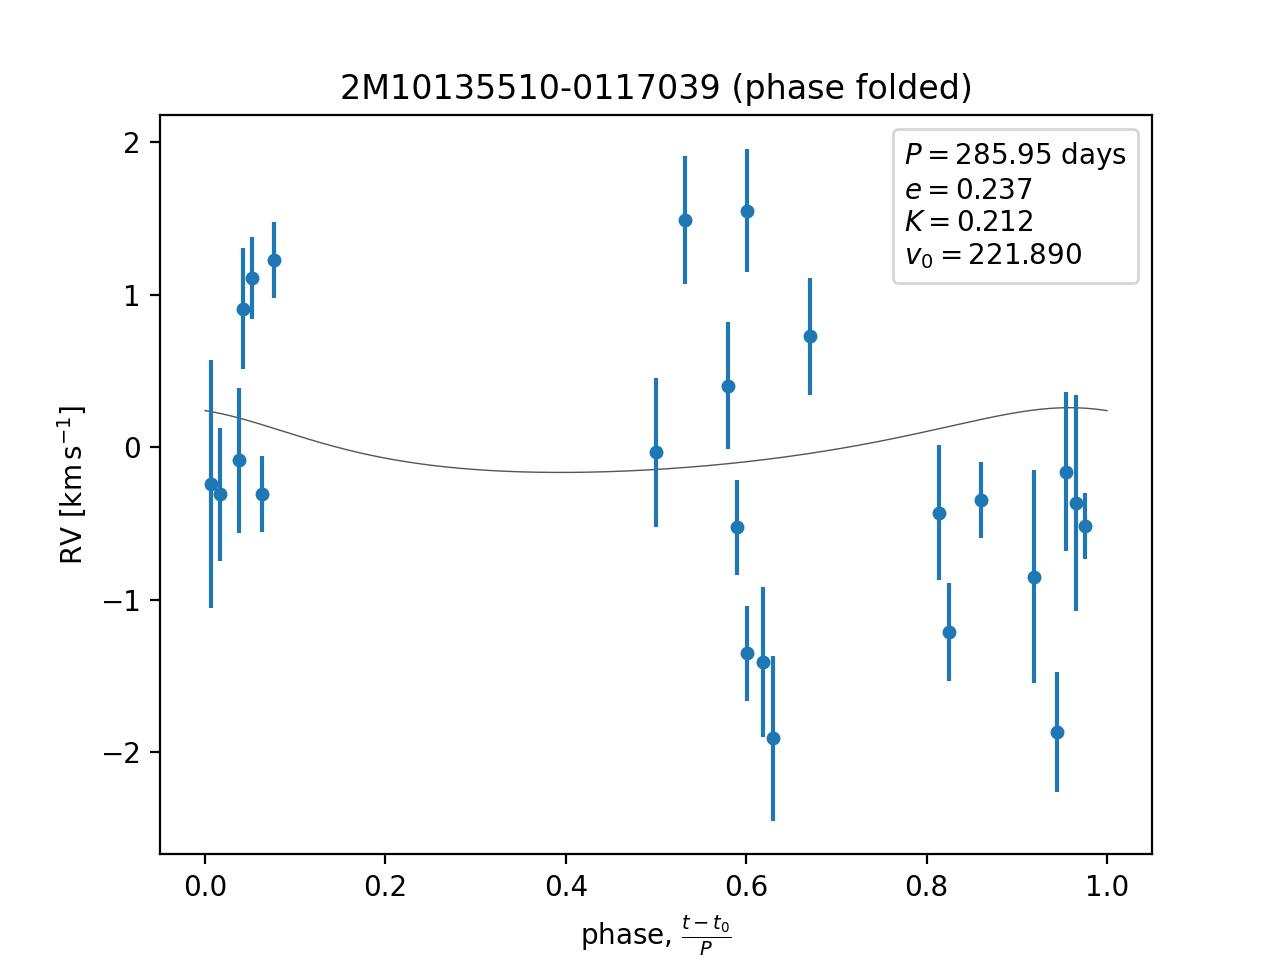 2M10135510-0117039 (phase folded)
P = 285.95 days
e = 0.237
K = 0.212
v₀ = 221.890
2
1
0
−1
−2
RV [km s⁻¹]
0.0 0.2 0.4 0.6 0.8 1.0
phase, (t − t₀)/P